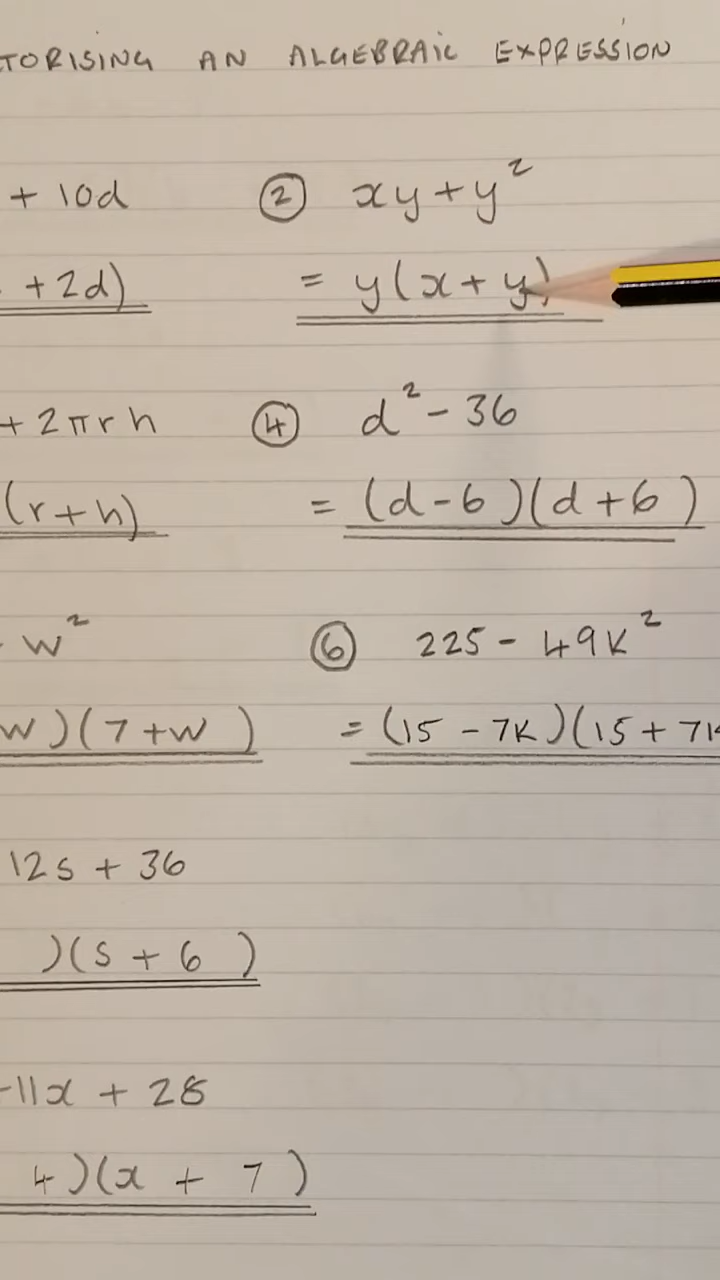 TORISING AN ALGEBRAIC EXPRESSION
+ 10d ② xy + y²
+ 2d) = y(x + y)
+ 2πrh ④ d² - 36
(r + h) = (d - 6)(d + 6)
- w² ⑥ 225 - 49k²
w)(7 + w) = (15 - 7k)(15 + 7k
12s + 36
)(s + 6)
-11x + 28
4)(x + 7)